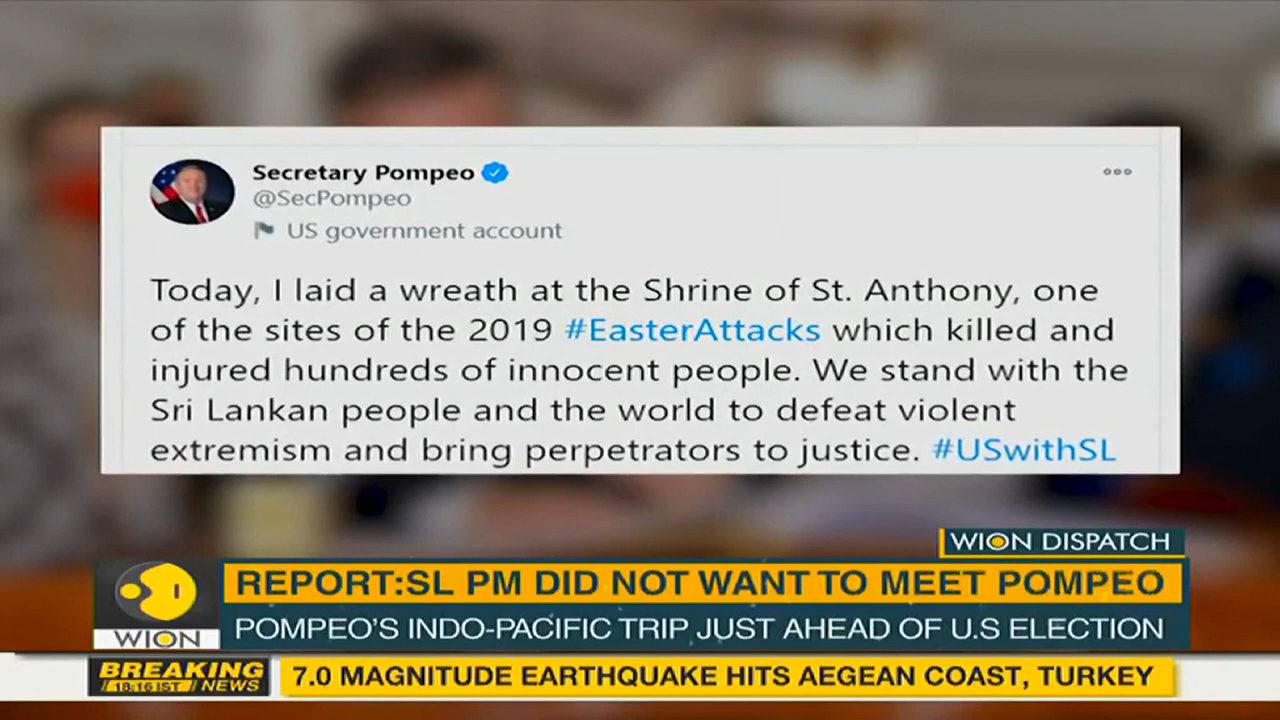 Secretary Pompeo
@SecPompeo
US government account
Today, I laid a wreath at the Shrine of St. Anthony, one
of the sites of the 2019 #EasterAttacks which killed and
injured hundreds of innocent people. We stand with the
Sri Lankan people and the world to defeat violent
extremism and bring perpetrators to justice. #USwithSL
WION DISPATCH
REPORT:SL PM DID NOT WANT TO MEET POMPEO
POMPEO'S INDO-PACIFIC TRIP JUST AHEAD OF U.S ELECTION
WION
BREAKING
18:16 IST NEWS
7.0 MAGNITUDE EARTHQUAKE HITS AEGEAN COAST, TURKEY